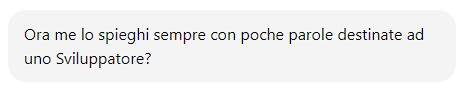 Ora me lo spieghi sempre con poche parole destinate ad
uno Sviluppatore?